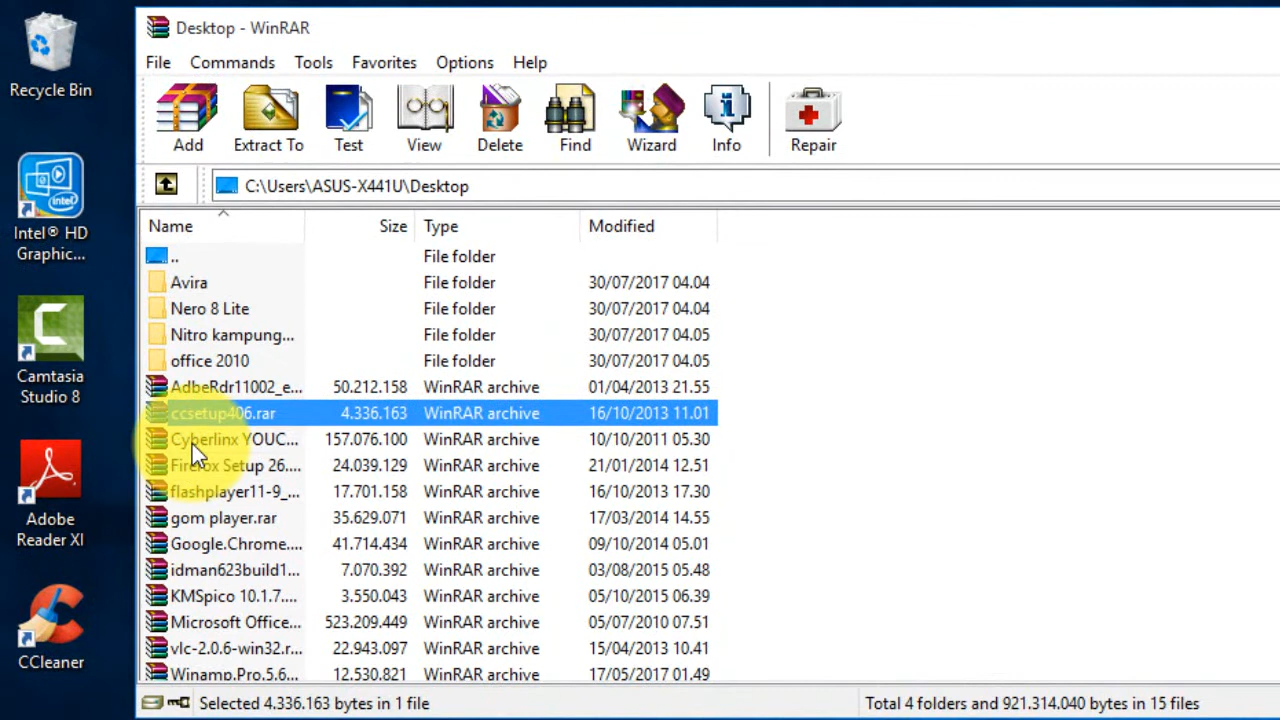 Recycle Bin
Intel® HD
Graphic...
Camtasia
Studio 8
Adobe
Reader XI
CCleaner
Desktop - WinRAR
File Commands Tools Favorites Options Help
Add Extract To Test View Delete Find Wizard Info Repair
C:\Users\ASUS-X441U\Desktop
Name Size Type Modified
.. File folder
Avira File folder 30/07/2017 04.04
Nero 8 Lite File folder 30/07/2017 04.04
Nitro kampung... File folder 30/07/2017 04.05
office 2010 File folder 30/07/2017 04.05
AdbeRdr11002_e... 50.212.158 WinRAR archive 01/04/2013 21.55
ccsetup406.rar 4.336.163 WinRAR archive 16/10/2013 11.01
Cyberlinx YOUC... 157.076.100 WinRAR archive 10/10/2011 05.30
Firefox Setup 26.... 24.039.129 WinRAR archive 21/01/2014 12.51
flashplayer11-9_... 17.701.158 WinRAR archive 16/10/2013 17.30
gom player.rar 35.629.071 WinRAR archive 17/03/2014 14.55
Google.Chrome.... 41.714.434 WinRAR archive 09/10/2014 05.01
idman623build1... 7.070.392 WinRAR archive 03/08/2015 05.48
KMSpico 10.1.7.... 3.550.043 WinRAR archive 05/10/2015 06.39
Microsoft Office... 523.209.449 WinRAR archive 05/07/2010 07.51
vlc-2.0.6-win32.r... 22.943.097 WinRAR archive 15/04/2013 10.41
Winamp.Pro.5.6... 12.530.821 WinRAR archive 17/05/2017 01.49
Selected 4.336.163 bytes in 1 file Total 4 folders and 921.314.040 bytes in 15 files